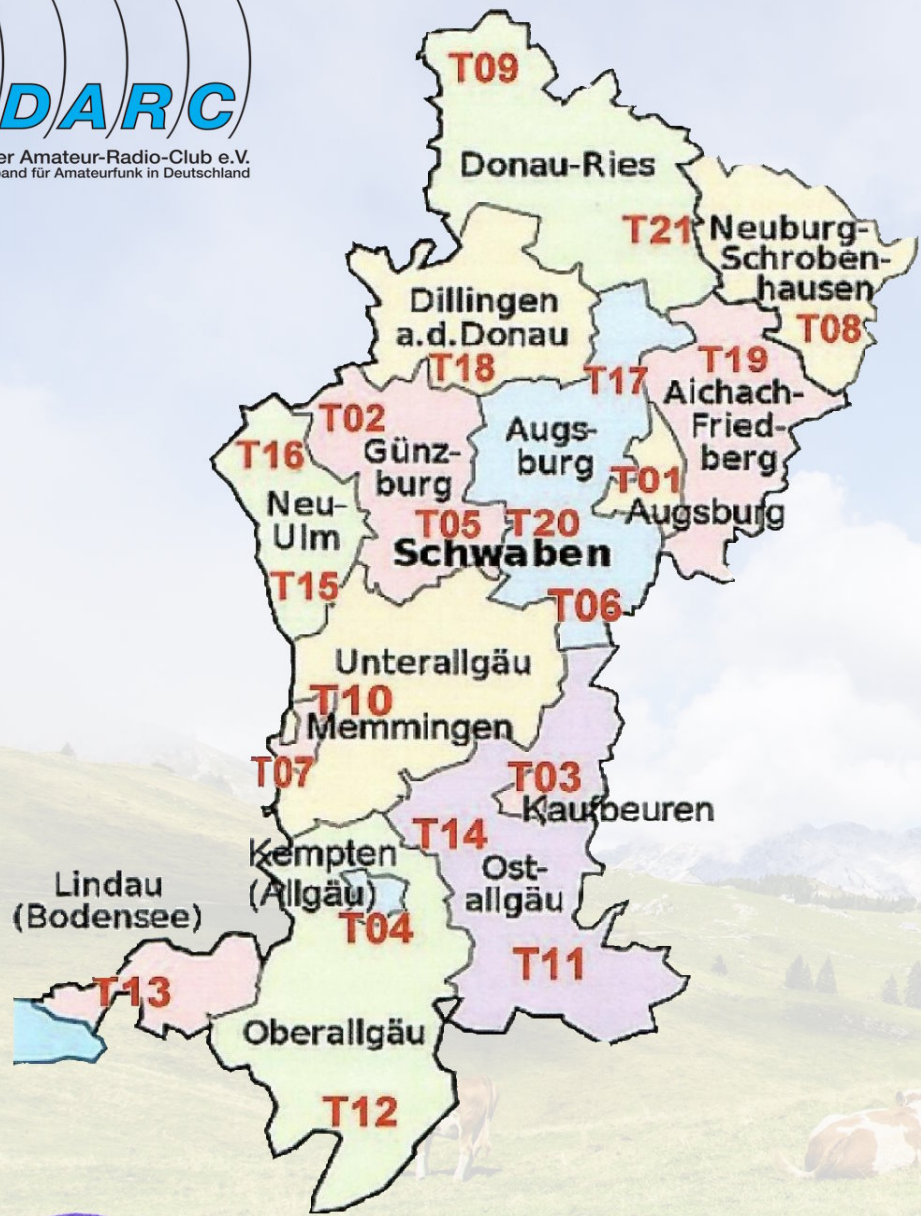 DARC
er Amateur-Radio-Club e.V.
and für Amateurfunk in Deutschland
T09
Donau-Ries
T21
Neuburg-
Schroben-
hausen
T08
Dillingen
a.d.Donau
T18
T17
T19
Aichach-
Fried-
berg
T02
Günz-
burg
T05
Augs-
burg
T01
Augsburg
T16
Neu-
Ulm
T15
T20
Schwaben
T06
Unterallgäu
T10
Memmingen
T07
T03
Kaufbeuren
T14
Ost-
allgäu
T11
Kempten
(Allgäu)
T04
Lindau
(Bodensee)
T13
Oberallgäu
T12